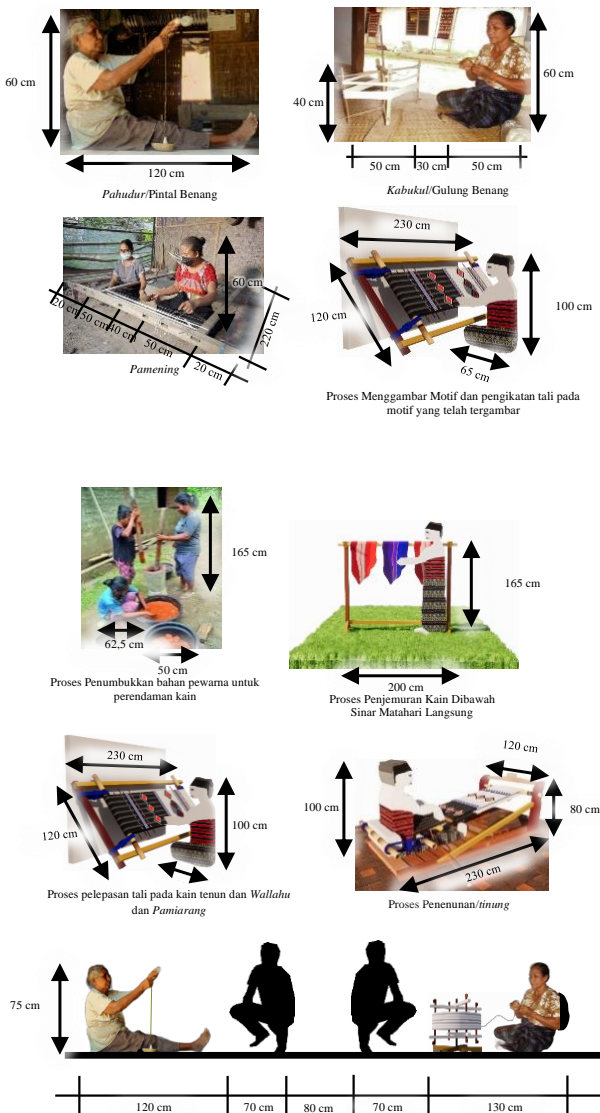 60 cm
120 cm
Pahudur/Pintal Benang
40 cm
60 cm
50 cm 30 cm 50 cm
Kabukul/Gulung Benang
60 cm
20 cm 50 cm 40 cm 50 cm 20 cm
220 cm
Pamening
230 cm
120 cm
100 cm
65 cm
Proses Menggambar Motif dan pengikatan tali pada
motif yang telah tergambar
165 cm
62,5 cm
50 cm
Proses Penumbukkan bahan pewarna untuk
perendaman kain
165 cm
200 cm
Proses Penjemuran Kain Dibawah
Sinar Matahari Langsung
230 cm
120 cm
100 cm
Proses pelepasan tali pada kain tenun dan Wallahu
dan Pamiarang
120 cm
100 cm
80 cm
230 cm
Proses Penenunan/tinung
75 cm
120 cm 70 cm 80 cm 70 cm 130 cm